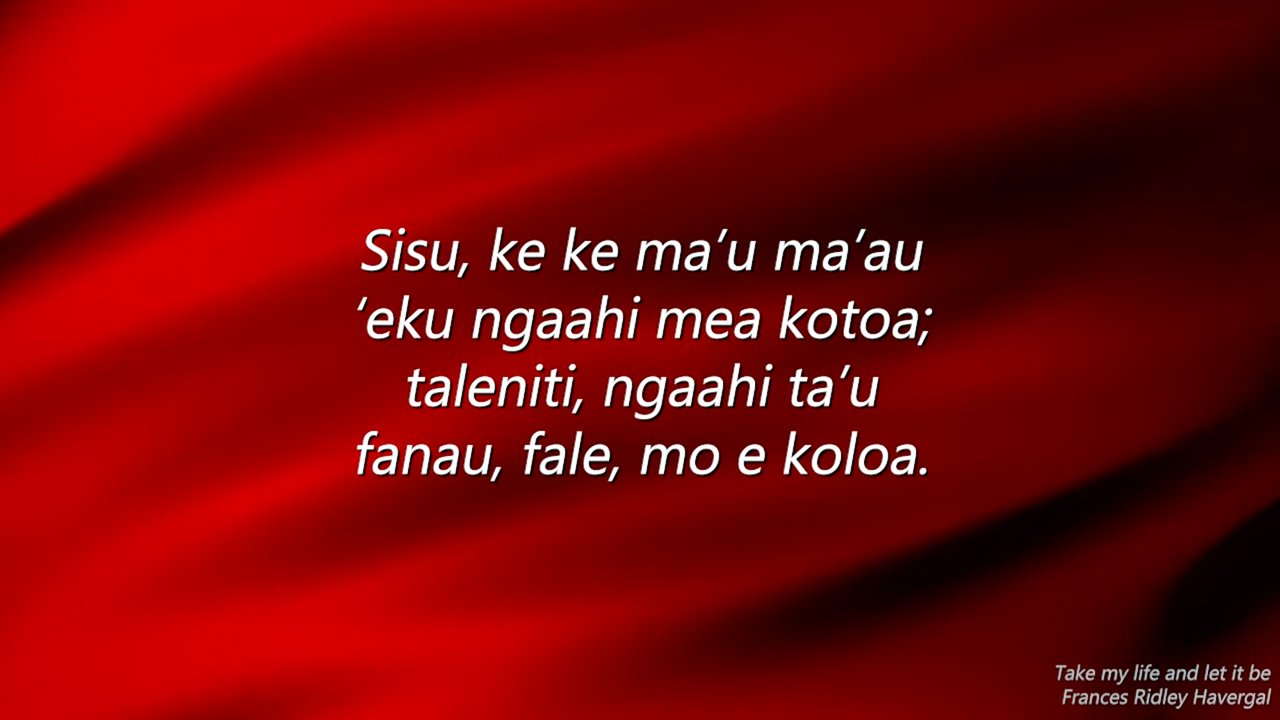 Sisu, ke ke ma’u ma’au
‘eku ngaahi mea kotoa;
taleniti, ngaahi ta’u
fanau, fale, mo e koloa.
Take my life and let it be
Frances Ridley Havergal